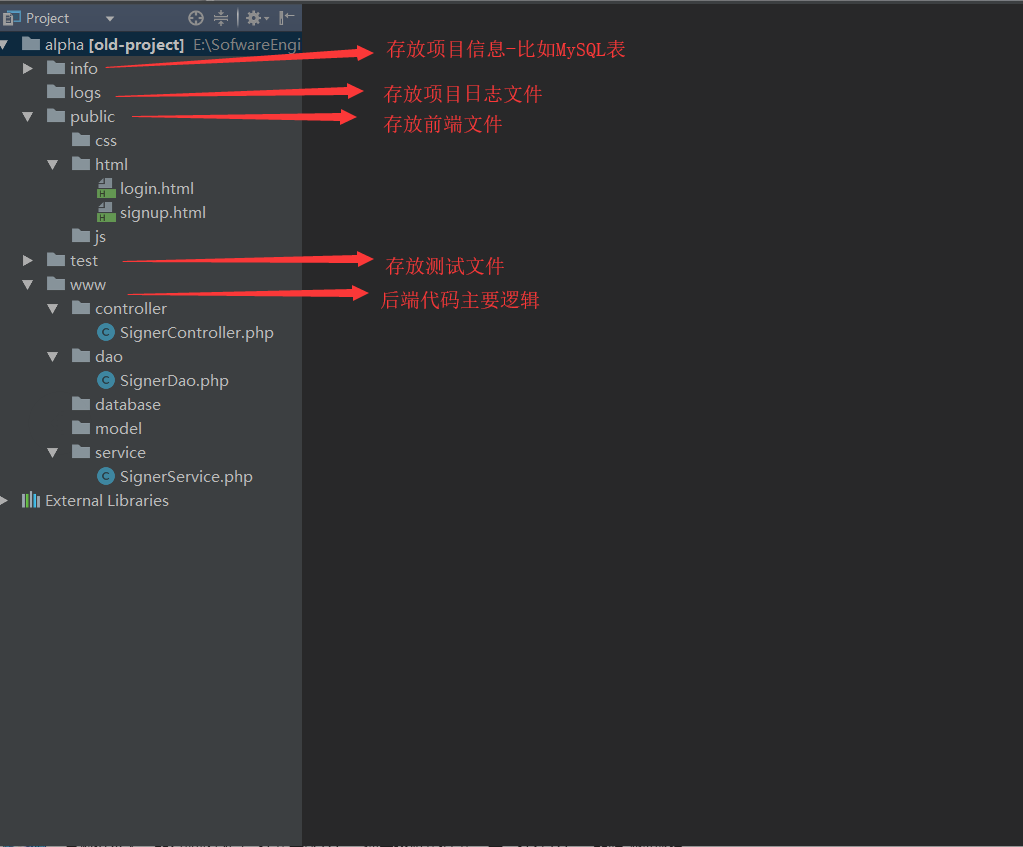 Project
alpha [old-project] E:\SofwareEngi
info
存放项目信息-比如MySQL表
logs
存放项目日志文件
public
存放前端文件
css
html
login.html
signup.html
js
test
存放测试文件
www
后端代码主要逻辑
controller
SignerController.php
dao
SignerDao.php
database
model
service
SignerService.php
External Libraries